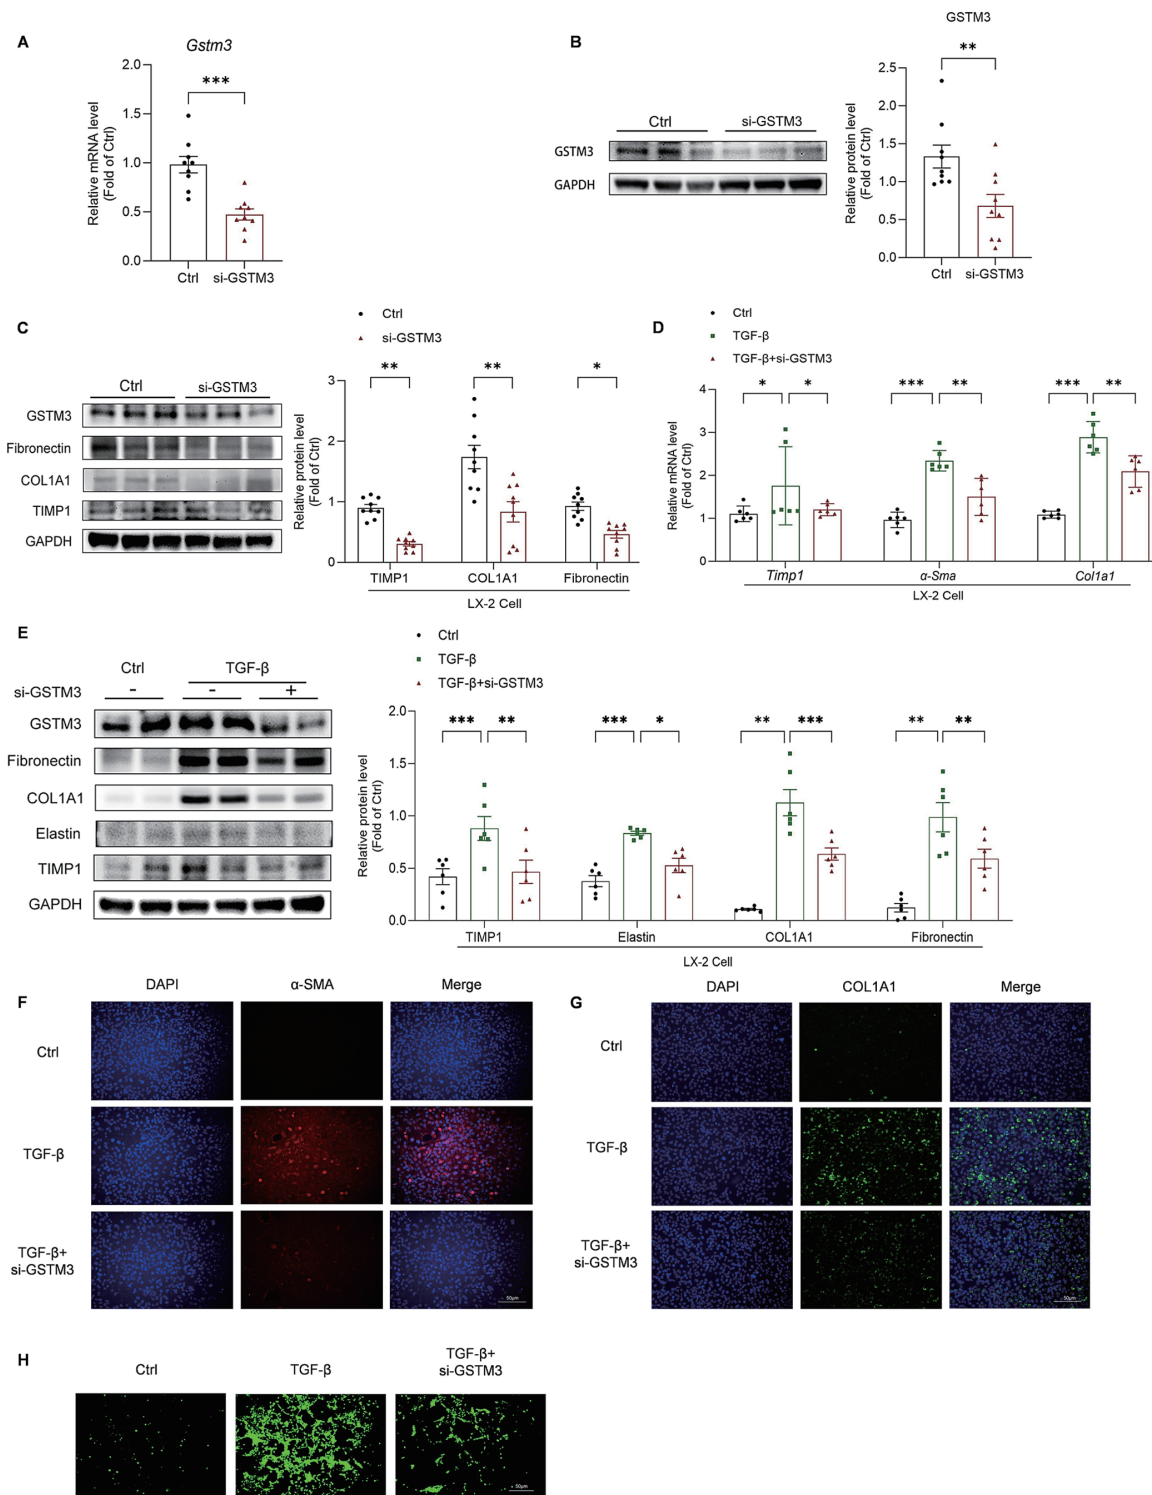 A
Gstm3
Relative mRNA level
(Fold of Ctrl)
2.0
1.5
1.0
0.5
0.0
***
Ctrl si-GSTM3
B
Ctrl si-GSTM3
GSTM3
GAPDH
GSTM3
Relative protein level
(Fold of Ctrl)
2.5
2.0
1.5
1.0
0.5
0.0
**
Ctrl si-GSTM3
C
Ctrl si-GSTM3
GSTM3
Fibronectin
COL1A1
TIMP1
GAPDH
Ctrl
si-GSTM3
Relative protein level
(Fold of Ctrl)
3
2
1
0
** ** *
TIMP1 COL1A1 Fibronectin
LX-2 Cell
D
Ctrl
TGF-β
TGF-β+si-GSTM3
Relative mRNA level
(Fold of Ctrl)
4
3
2
1
0
* * *** ** *** **
Timp1 α-Sma Col1a1
LX-2 Cell
E
Ctrl TGF-β
si-GSTM3 - - +
GSTM3
Fibronectin
COL1A1
Elastin
TIMP1
GAPDH
Ctrl
TGF-β
TGF-β+si-GSTM3
Relative protein level
(Fold of Ctrl)
2.0
1.5
1.0
0.5
0.0
*** ** *** * ** *** ** **
TIMP1 Elastin COL1A1 Fibronectin
LX-2 Cell
F
DAPI α-SMA Merge
Ctrl
TGF-β
TGF-β+
si-GSTM3
50μm
G
DAPI COL1A1 Merge
Ctrl
TGF-β
TGF-β+
si-GSTM3
50μm
H
Ctrl TGF-β TGF-β+
si-GSTM3
50μm